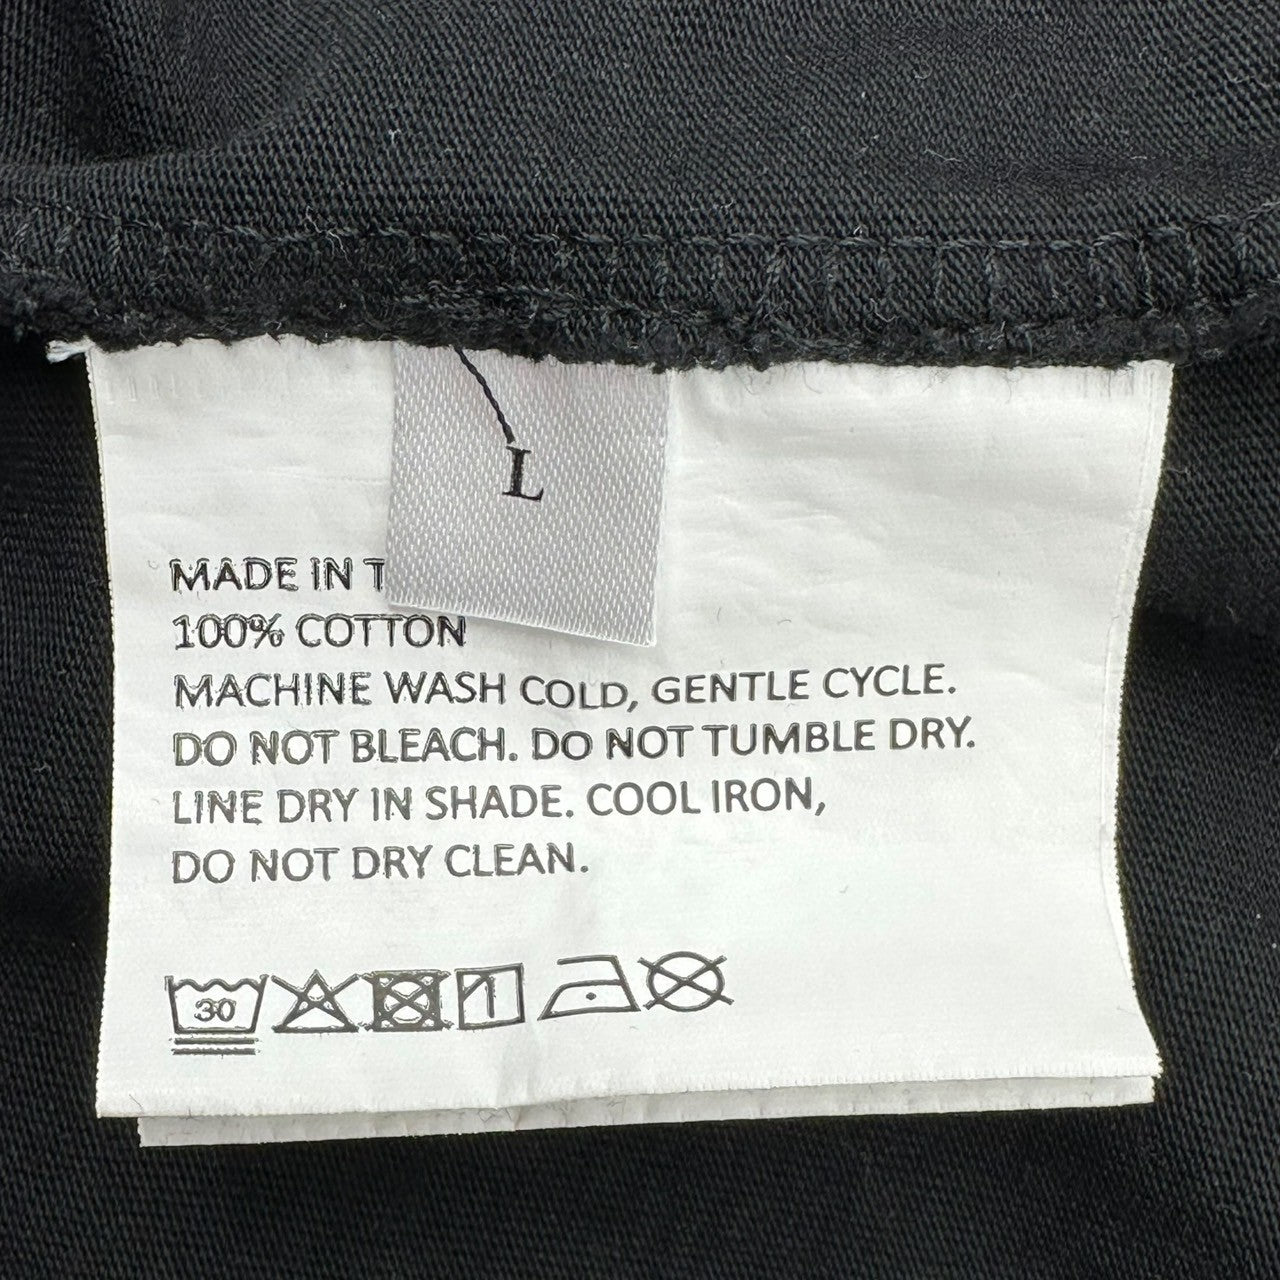 L
MADE IN T
100% COTTON
MACHINE WASH COLD, GENTLE CYCLE.
DO NOT BLEACH. DO NOT TUMBLE DRY.
LINE DRY IN SHADE. COOL IRON,
DO NOT DRY CLEAN.
30